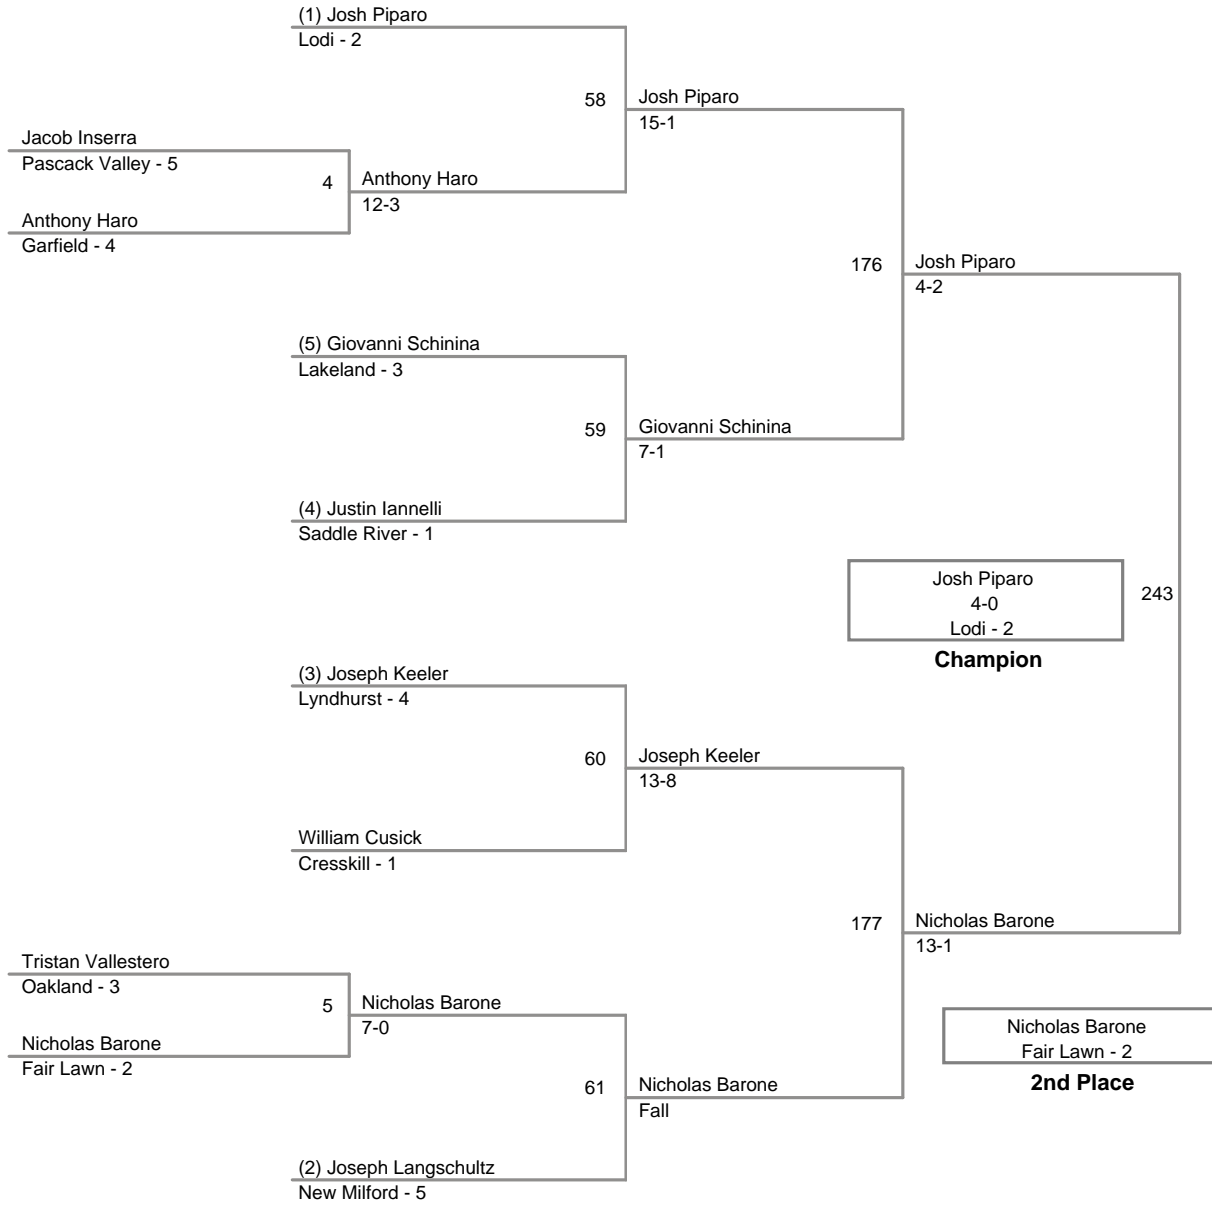 (1) Josh Piparo
Lodi - 2
58
Josh Piparo
15-1
Jacob Inserra
Pascack Valley - 5
4
Anthony Haro
12-3
Anthony Haro
Garfield - 4
176
Josh Piparo
4-2
(5) Giovanni Schinina
Lakeland - 3
59
Giovanni Schinina
7-1
(4) Justin Iannelli
Saddle River - 1
Josh Piparo
4-0
Lodi - 2
Champion
243
(3) Joseph Keeler
Lyndhurst - 4
60
Joseph Keeler
13-8
William Cusick
Cresskill - 1
177
Nicholas Barone
13-1
Tristan Vallestero
Oakland - 3
5
Nicholas Barone
7-0
Nicholas Barone
Fair Lawn - 2
61
Nicholas Barone
Fall
Nicholas Barone
Fair Lawn - 2
2nd Place
(2) Joseph Langschultz
New Milford - 5